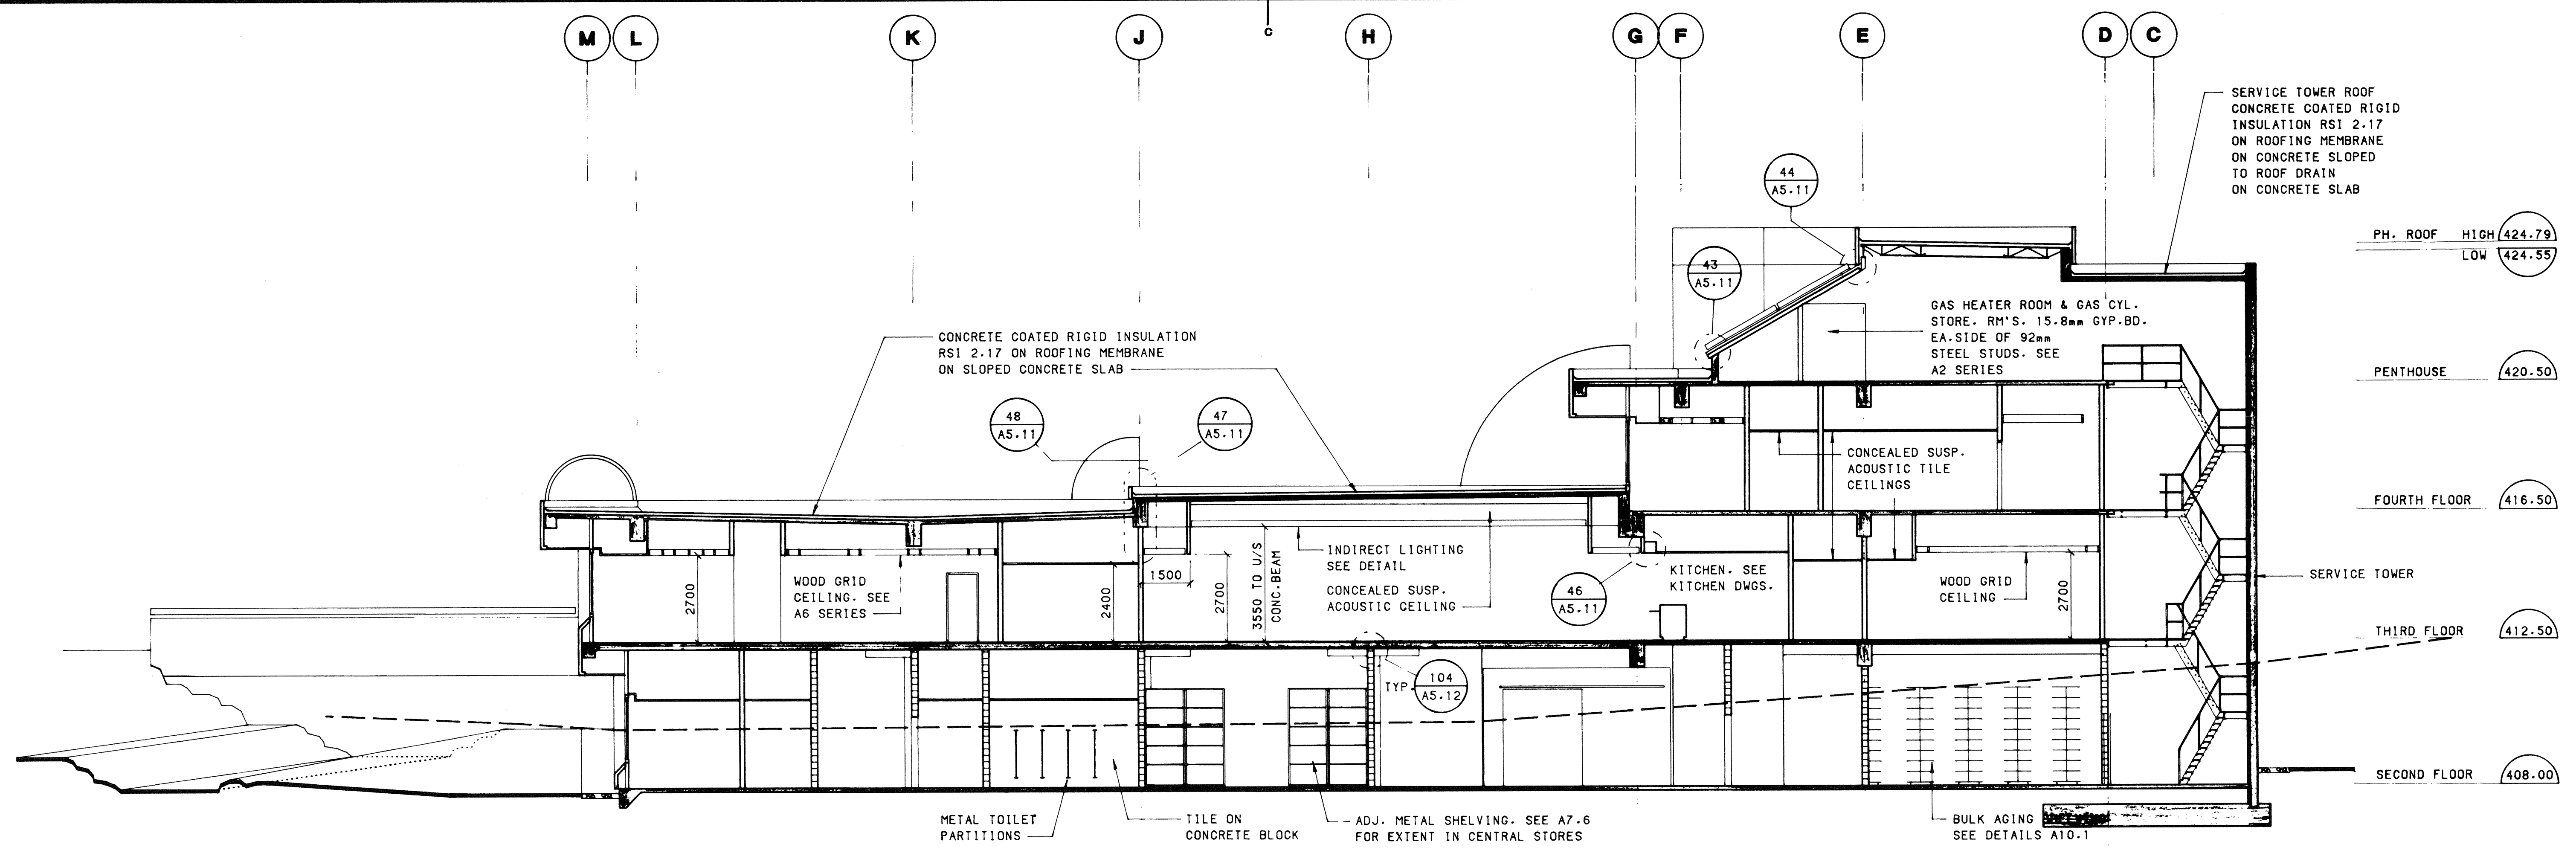 C
M L K J H G F E D C
SERVICE TOWER ROOF
CONCRETE COATED RIGID
INSULATION RSI 2.17
ON ROOFING MEMBRANE
ON CONCRETE SLOPED
TO ROOF DRAIN
ON CONCRETE SLAB
44
A5.11
43
A5.11
PH. ROOF HIGH 424.79
LOW 424.55
GAS HEATER ROOM & GAS CYL.
STORE. RM'S. 15.8mm GYP.BD.
EA.SIDE OF 92mm
STEEL STUDS. SEE
A2 SERIES
CONCRETE COATED RIGID INSULATION
RSI 2.17 ON ROOFING MEMBRANE
ON SLOPED CONCRETE SLAB
PENTHOUSE 420.50
48
A5.11
47
A5.11
CONCEALED SUSP.
ACOUSTIC TILE
CEILINGS
FOURTH FLOOR 416.50
INDIRECT LIGHTING
SEE DETAIL
CONCEALED SUSP.
ACOUSTIC CEILING
WOOD GRID
CEILING. SEE
A6 SERIES
2700
2400
1500
2700
3550 TO U/S
CONC.BEAM
46
A5.11
KITCHEN. SEE
KITCHEN DWGS.
WOOD GRID
CEILING
2700
SERVICE TOWER
THIRD FLOOR 412.50
TYP.
104
A5.12
SECOND FLOOR 408.00
METAL TOILET
PARTITIONS
TILE ON
CONCRETE BLOCK
ADJ. METAL SHELVING. SEE A7.6
FOR EXTENT IN CENTRAL STORES
BULK AGING
SEE DETAILS A10.1